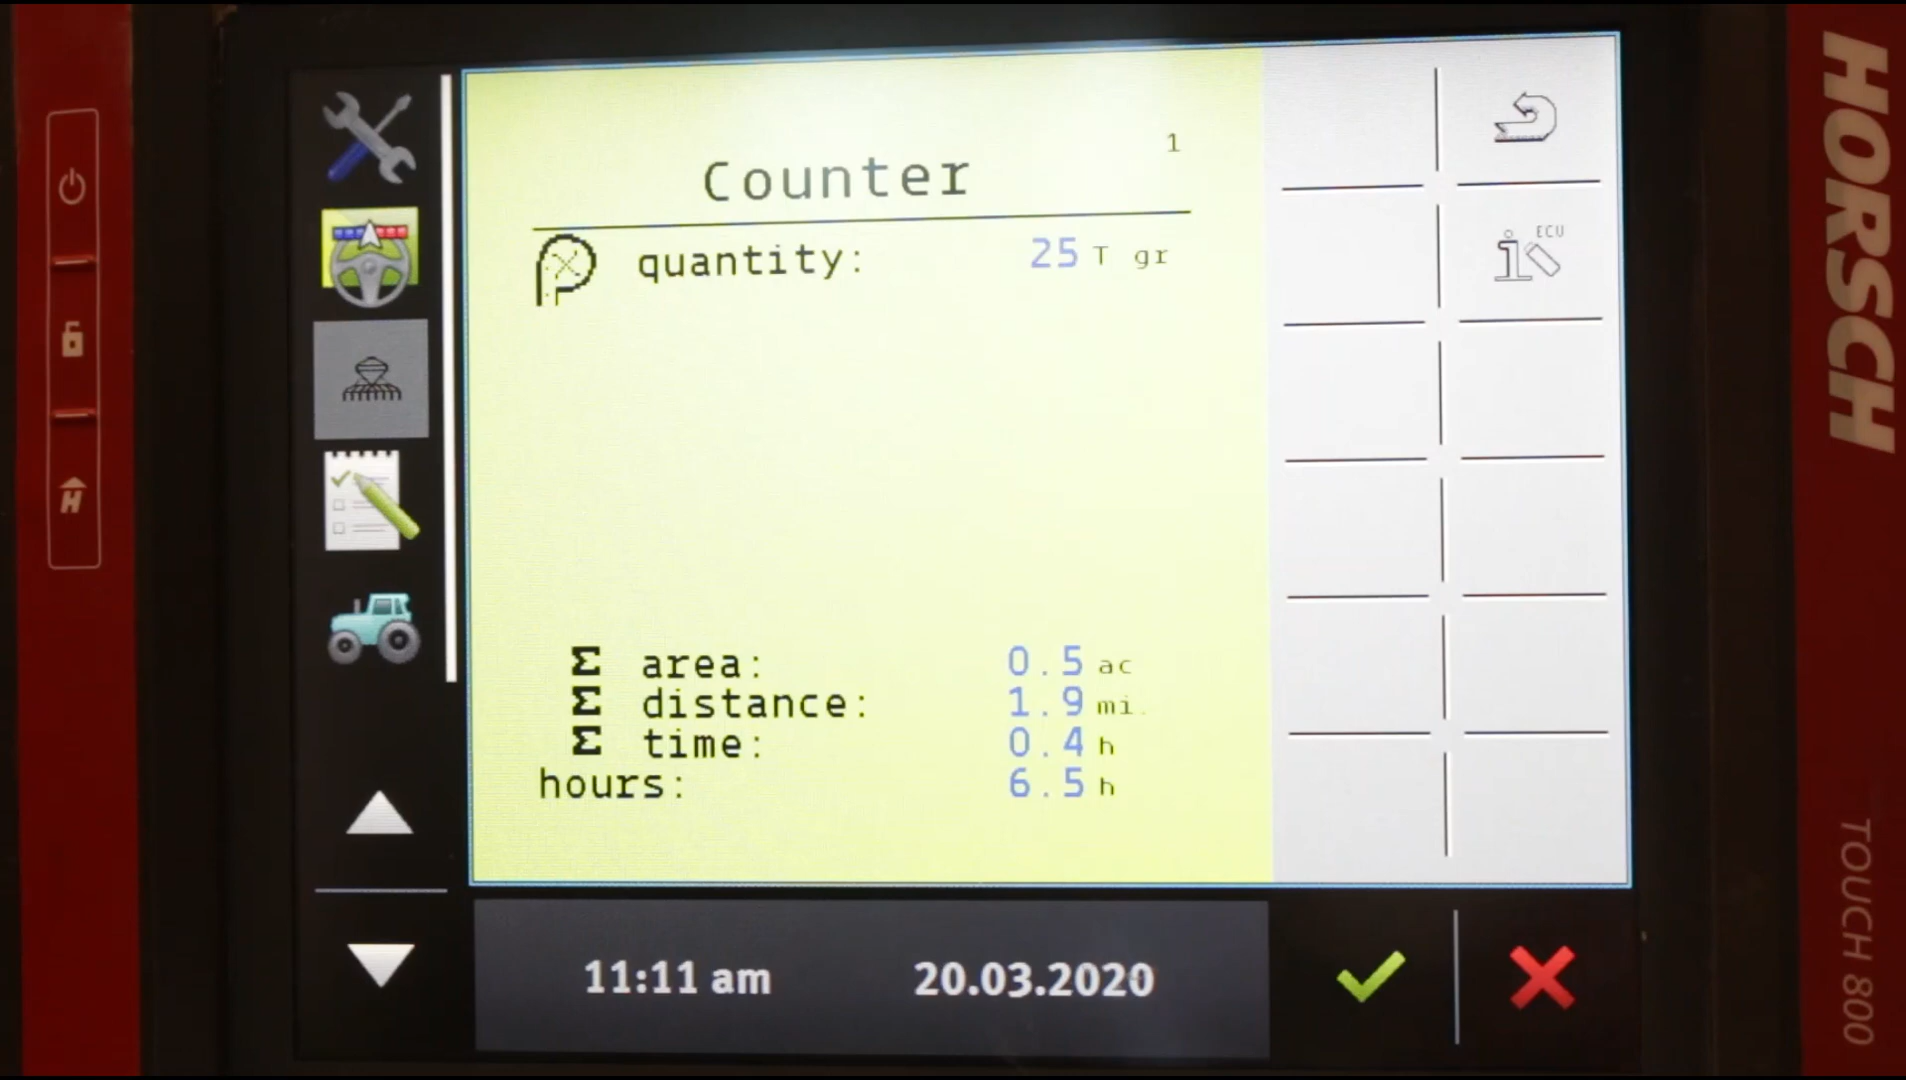 1
Counter
quantity: 25 T gr
ECU
Σ area: 0.5 ac
Σ distance: 1.9 mi.
Σ time: 0.4 h
hours: 6.5 h
11:11 am 20.03.2020
HORSCH
TOUCH 800
H